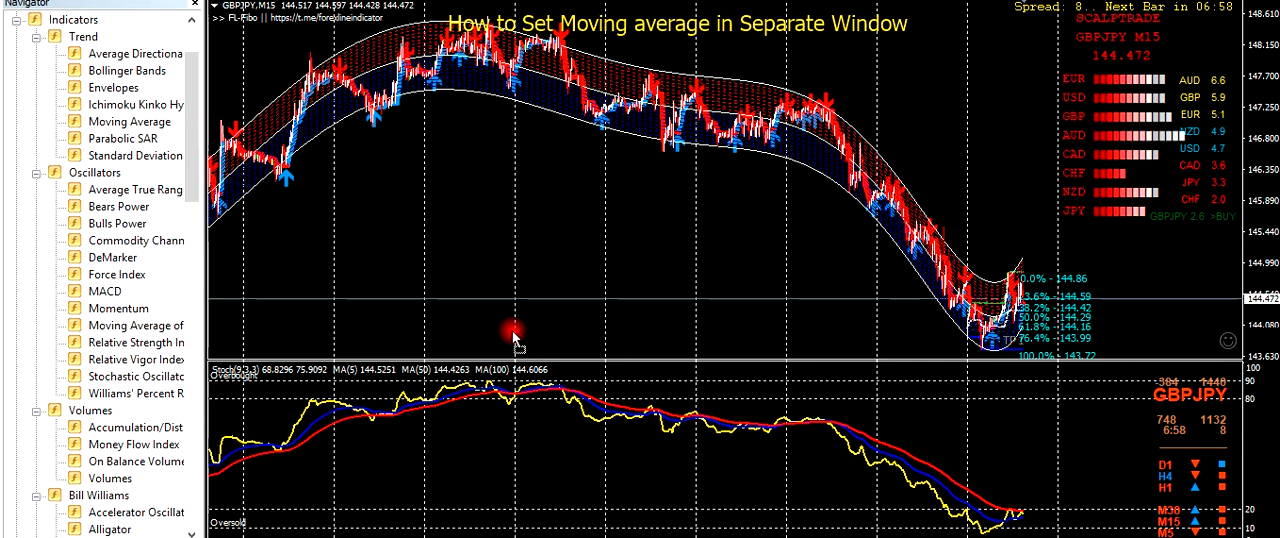 Navigator
Indicators
Trend
Average Directiona
Bollinger Bands
Envelopes
Ichimoku Kinko Hy
Moving Average
Parabolic SAR
Standard Deviation
Oscillators
Average True Rang
Bears Power
Bulls Power
Commodity Chann
DeMarker
Force Index
MACD
Momentum
Moving Average of
Relative Strength In
Relative Vigor Index
Stochastic Oscillato
Williams' Percent R
Volumes
Accumulation/Dist
Money Flow Index
On Balance Volume
Volumes
Bill Williams
Accelerator Oscillat
Alligator
GBPJPY,M15 144.517 144.597 144.428 144.472
>> FL-Fibo || https://t.me/forexlineindicator
How to Set Moving average in Separate Window
Spread: 8.. Next Bar in 06:58
SCALPTRADE
GBPJPY M15
144.472
EUR
USD
GBP
AUD
CAD
CHF
NZD
JPY
AUD 6.6
GBP 5.9
EUR 5.1
NZD 4.9
USD 4.7
CAD 3.6
JPY 3.3
CHF 2.0
GBPJPY 2.6 >BUY
148.610
148.150
147.700
147.250
146.800
146.350
145.890
145.440
144.990
144.472
144.080
143.630
0.0% - 144.86
23.6% - 144.59
38.2% - 144.42
50.0% - 144.29
61.8% - 144.16
76.4% - 143.99
100.0% - 143.72
Stoch(9,3,3) 68.8296 75.9092 MA(5) 144.5251 MA(50) 144.4263 MA(100) 144.6066
Overbought
Oversold
100
90
80
20
10
384 1440
GBPJPY
748 1132
6:58 8
D1
H4
H1
M30
M15
M5